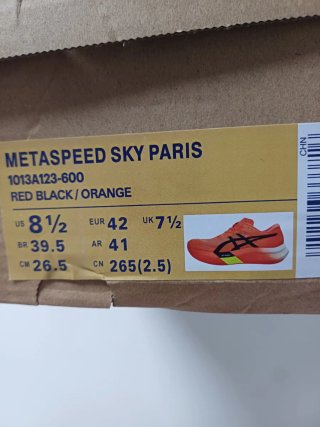 METASPEED SKY PARIS
1013A123-600
RED BLACK / ORANGE
US 8½ EUR 42 UK 7½
BR 39.5 AR 41
CM 26.5 CN 265(2.5)
CHN